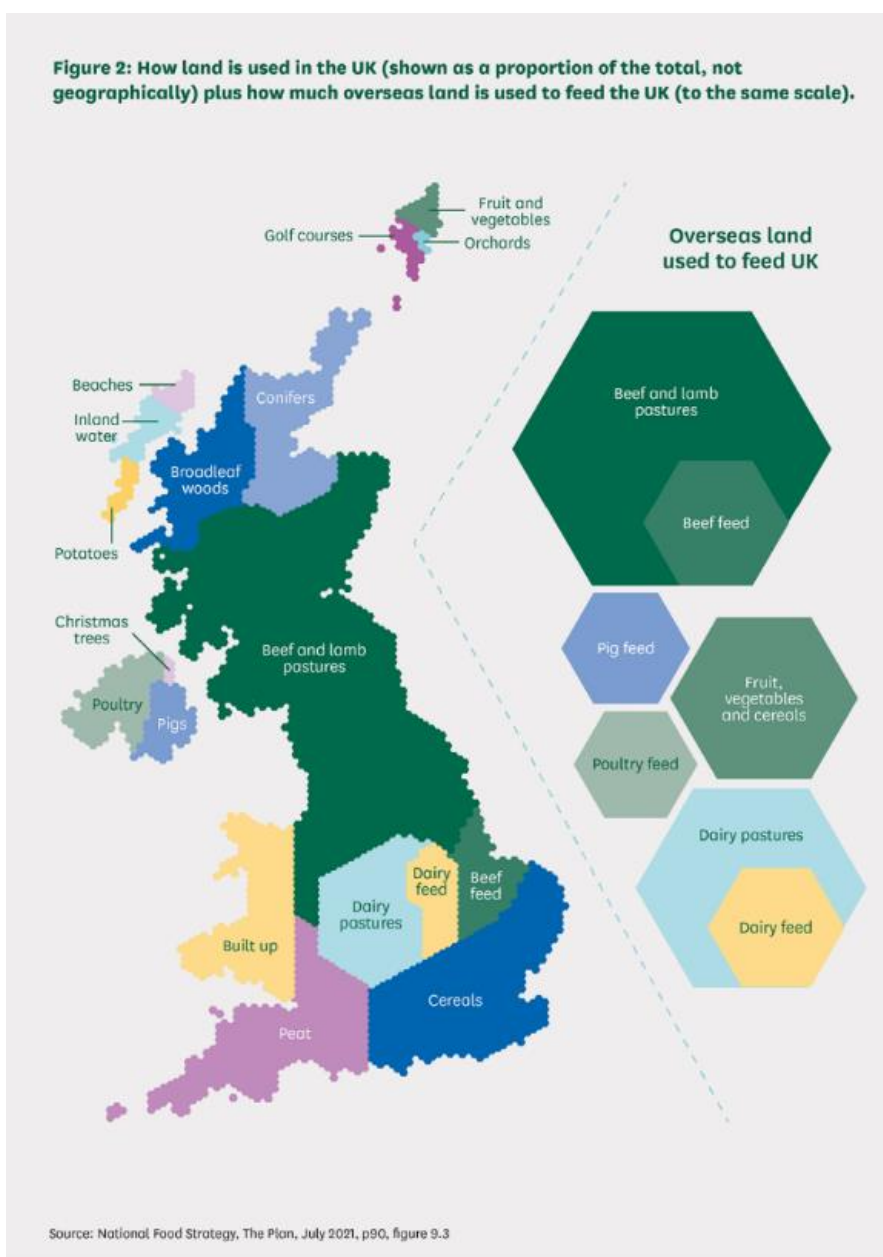 Figure 2: How land is used in the UK (shown as a proportion of the total, not
geographically) plus how much overseas land is used to feed the UK (to the same scale).
Fruit and
vegetables
Golf courses
Orchards
Overseas land
used to feed UK
Beaches
Inland
water
Conifers
Broadleaf
woods
Potatoes
Christmas
trees
Beef and lamb
pastures
Poultry
Pigs
Dairy
feed
Beef
feed
Dairy
pastures
Built up
Cereals
Peat
Beef and lamb
pastures
Beef feed
Pig feed
Fruit,
vegetables
and cereals
Poultry feed
Dairy pastures
Dairy feed
Source: National Food Strategy, The Plan, July 2021, p90, figure 9.3